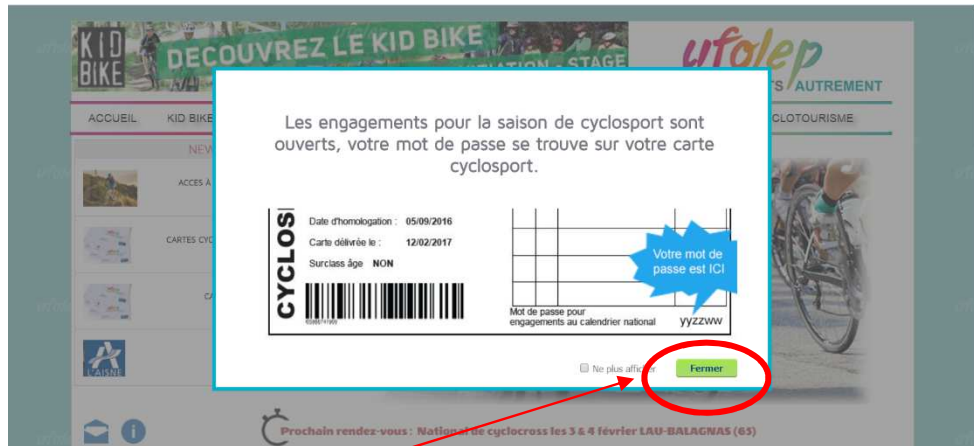 KID
BIKE
DECOUVREZ LE KID BIKE
STAGE
ufolep
AUTREMENT
ACCUEIL
KID BIKE
Les engagements pour la saison de cyclosport sont
ouverts, votre mot de passe se trouve sur votre carte
cyclosport.
CYCLOS
Date d'homologation : 05/09/2016
Carte délivrée le : 12/02/2017
Surclass âge NON
Votre mot de
passe est ICI
Mot de passe pour
engagements au calendrier national
yyzzww
Ne plus afficher
Fermer
L'AISNE
Prochain rendez-vous : National de cyclocross les 3 & 4 février LAU-BALAGNAS (65)